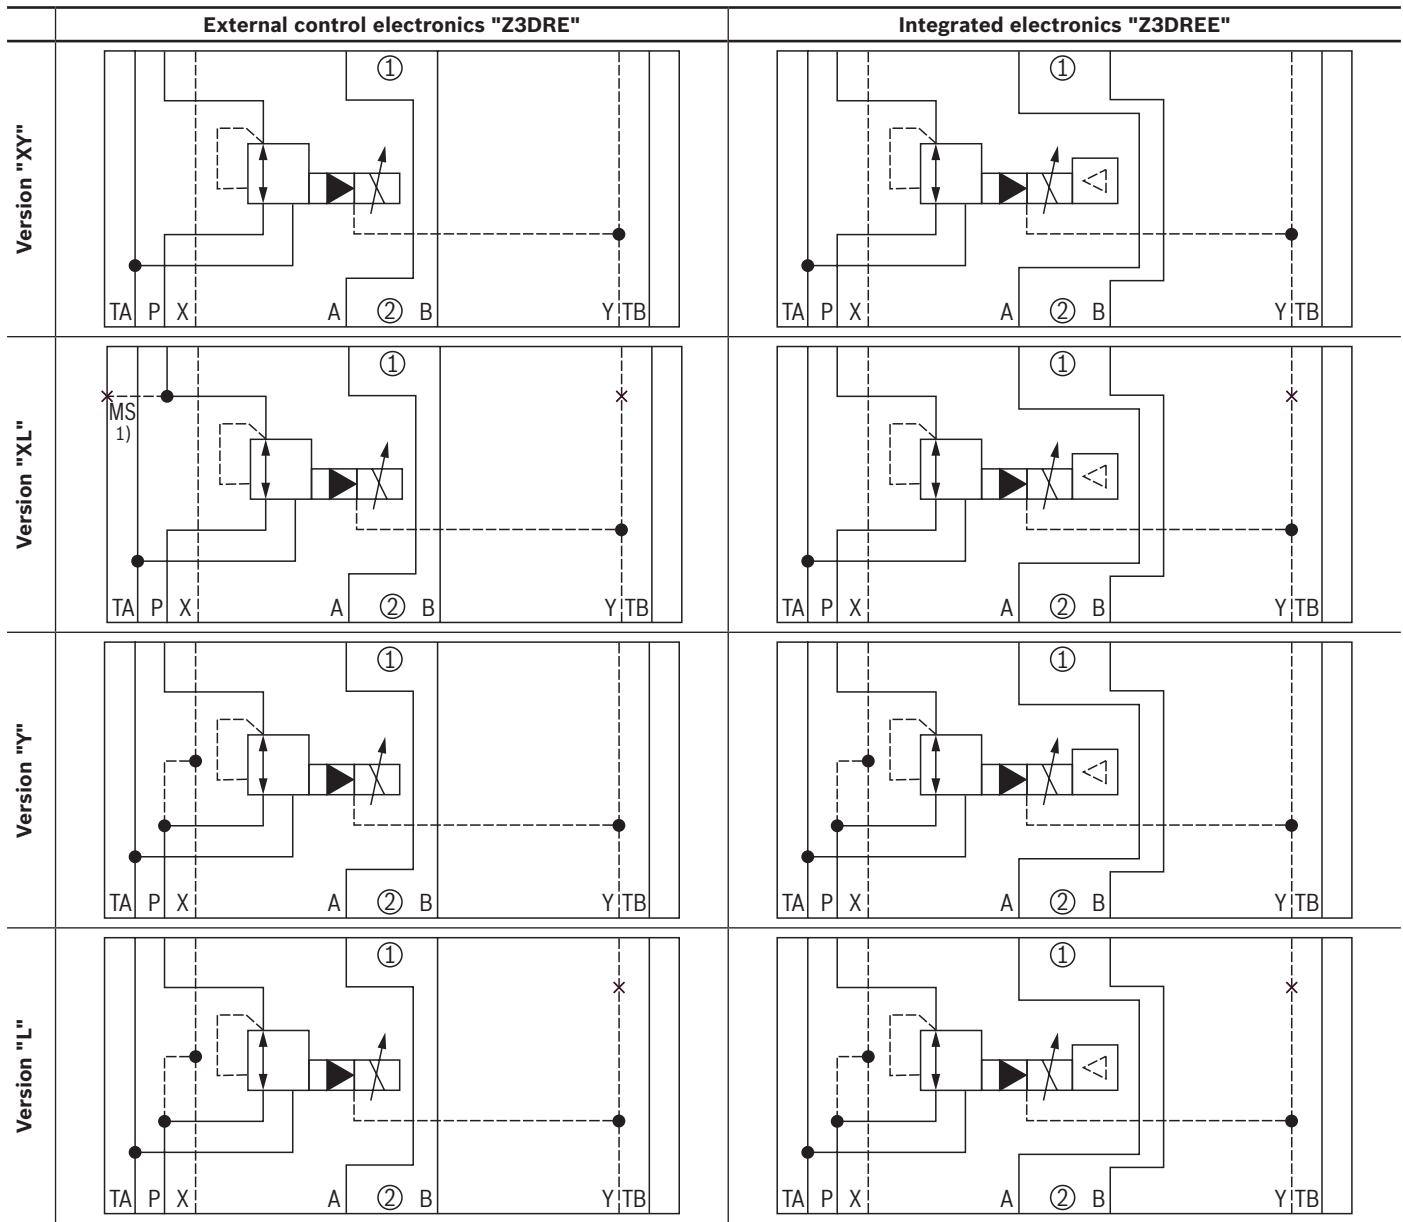 External control electronics "Z3DRE"
Integrated electronics "Z3DREE"
Version "XY"
①
TA P X A ② B Y TB
①
TA P X A ② B Y TB
Version "XL"
①
MS
1)
TA P X A ② B Y TB
①
TA P X A ② B Y TB
Version "Y"
①
TA P X A ② B Y TB
①
TA P X A ② B Y TB
Version "L"
①
TA P X A ② B Y TB
①
TA P X A ② B Y TB